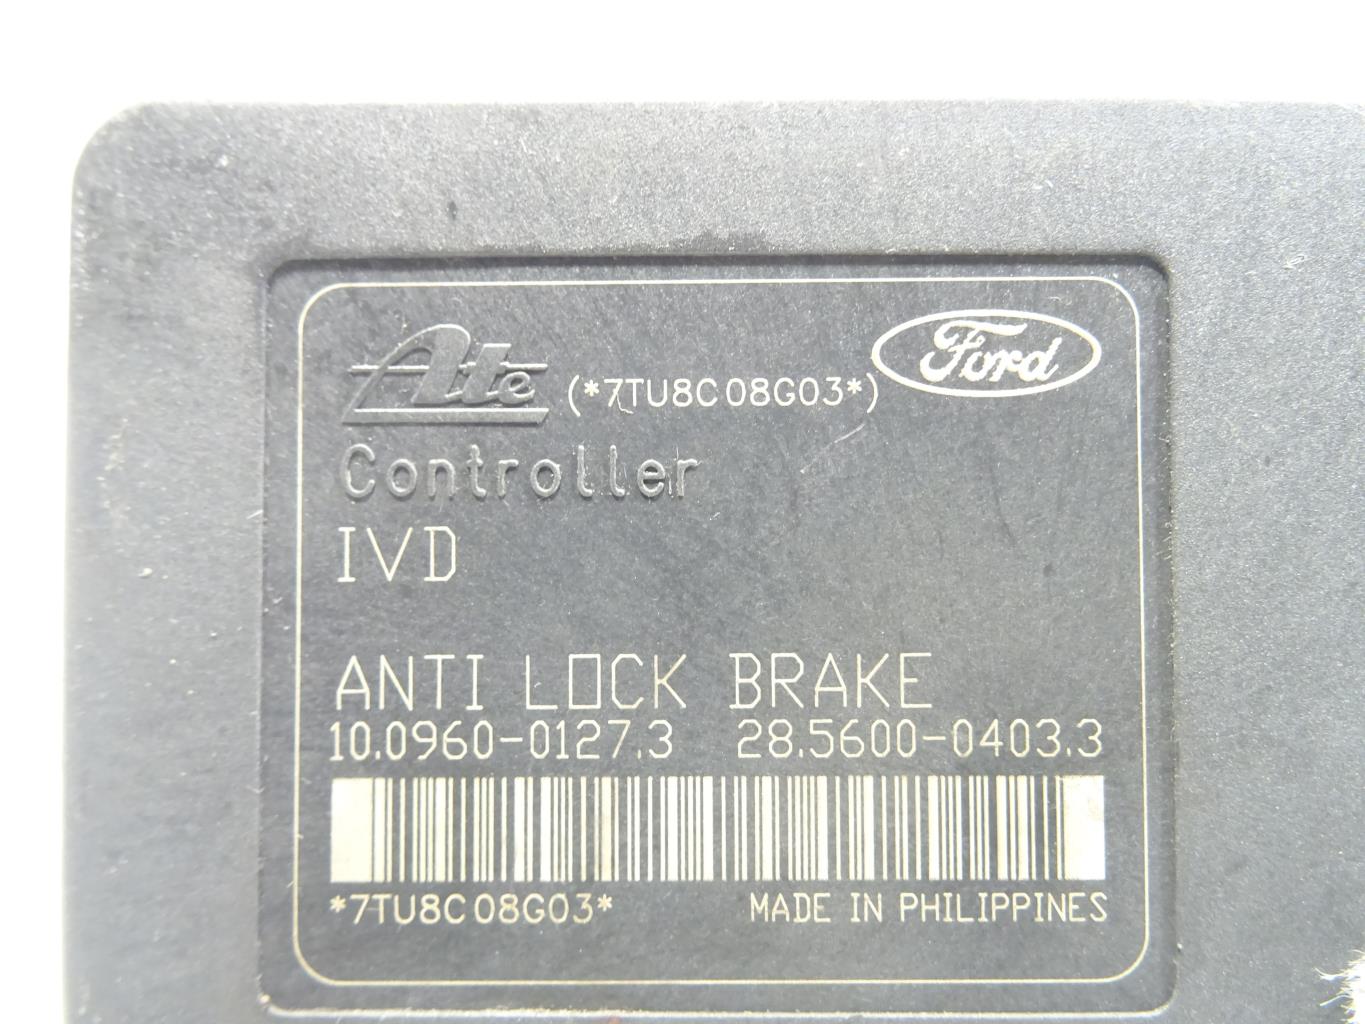 Ate (*7TU8C08G03*) Ford
Controller
IVD
ANTI LOCK BRAKE
10.0960-0127.3 28.5600-0403.3
*7TU8C08G03* MADE IN PHILIPPINES